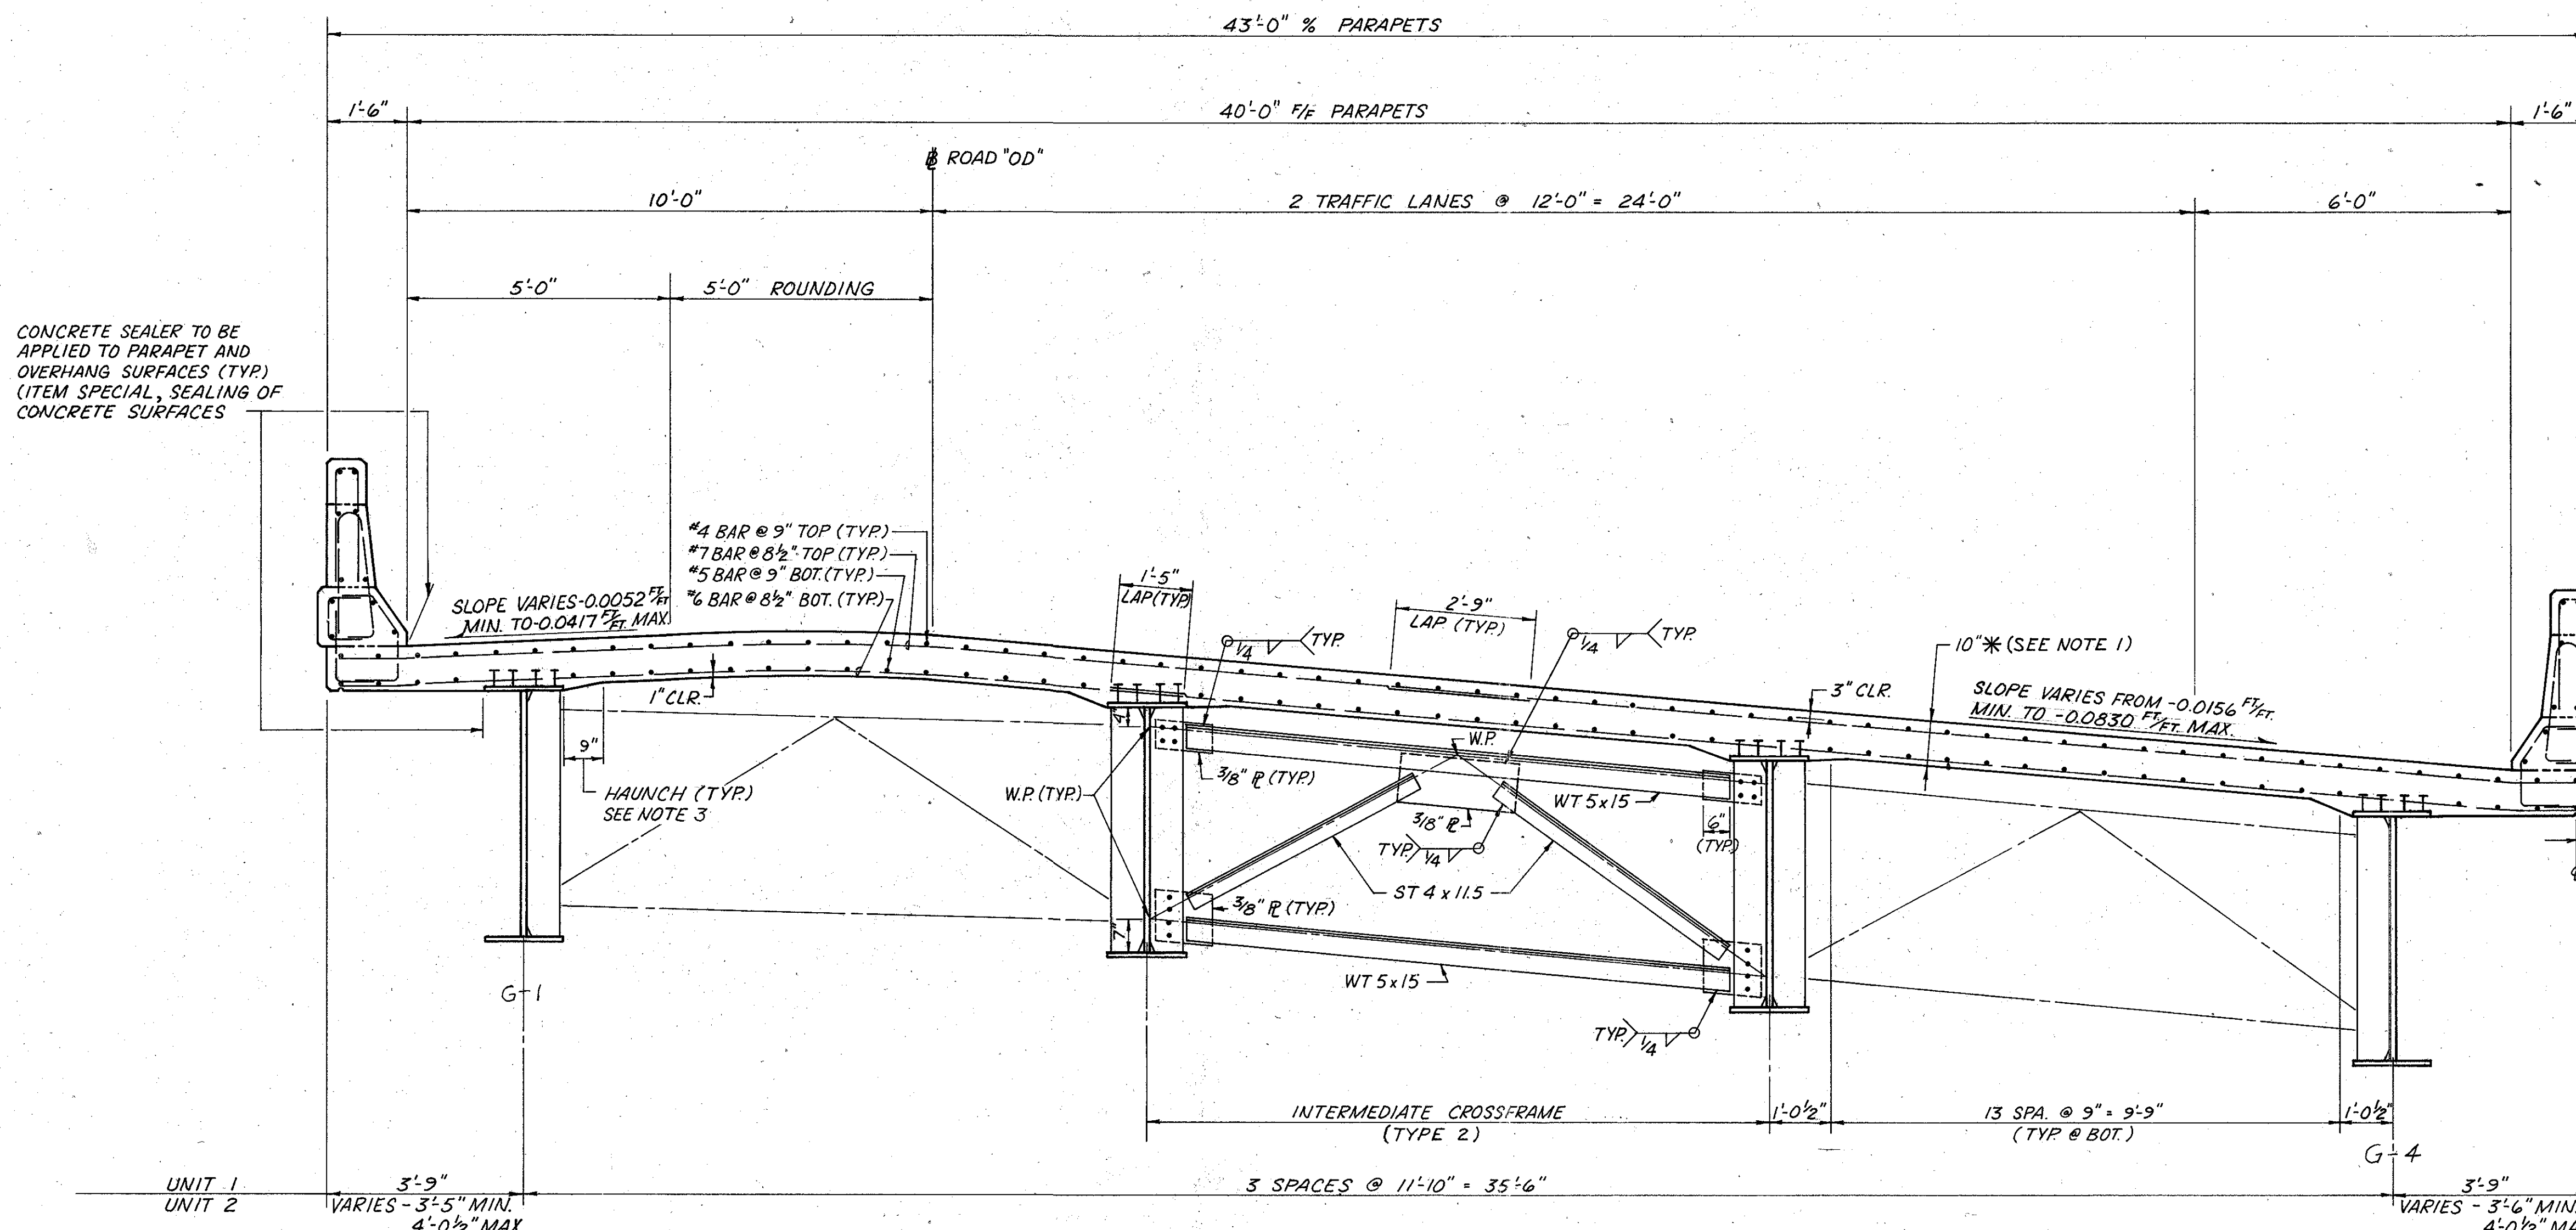 43'-0" % PARAPETS
1'-6"
40'-0" F/F PARAPETS
1'-6"
℄ ROAD "OD"
10'-0"
2 TRAFFIC LANES @ 12'-0" = 24'-0"
6'-0"
5'-0"
5'-0" ROUNDING
CONCRETE SEALER TO BE
APPLIED TO PARAPET AND
OVERHANG SURFACES (TYP.)
(ITEM SPECIAL, SEALING OF
CONCRETE SURFACES
#4 BAR @ 9" TOP (TYP.)
#7 BAR @ 8½" TOP (TYP.)
#5 BAR @ 9" BOT. (TYP.)
#6 BAR @ 8½" BOT. (TYP.)
SLOPE VARIES-0.0052 FT/FT
MIN. TO-0.0417 FT/FT. MAX.
1'-5"
LAP (TYP.)
2'-9"
LAP (TYP.)
1/4 TYP.
1/4 TYP.
10"* (SEE NOTE 1)
3" CLR.
SLOPE VARIES FROM -0.0156 FT/FT.
MIN. TO -0.0830 FT/FT. MAX.
1" CLR.
4"
W.P.
9"
3/8" ℄ (TYP.)
HAUNCH (TYP.)
SEE NOTE 3
W.P. (TYP.)
WT 5x15
3/8" ℄
6"
(TYP.)
TYP. 1/4
ST 4 x 11.5
3/8" ℄ (TYP.)
7"
WT 5x15
G-1
TYP. 1/4
INTERMEDIATE CROSSFRAME
(TYPE 2)
1'-0½"
13 SPA. @ 9" = 9'-9"
(TYP. @ BOT.)
1'-0½"
G-4
UNIT 1
3'-9"
3 SPACES @ 11'-10" = 35'-6"
3'-9"
UNIT 2
VARIES - 3'-5" MIN.
4'-0½" MAX
VARIES - 3'-6" MIN
4'-0½" MA